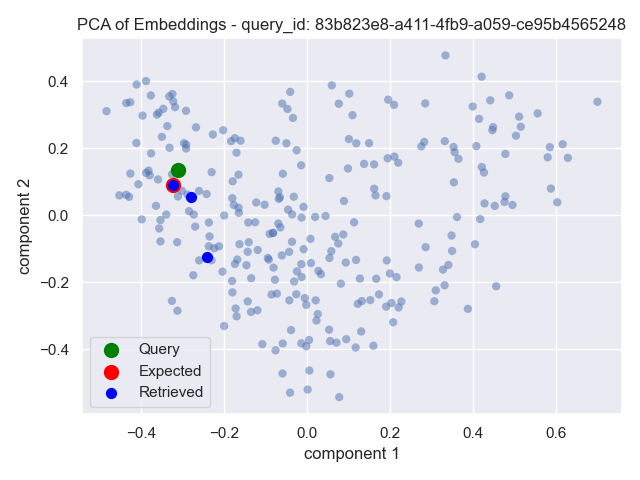 PCA of Embeddings - query_id: 83b823e8-a411-4fb9-a059-ce95b4565248
component 2
0.4
0.2
0.0
−0.2
−0.4
Query
Expected
Retrieved
−0.4 −0.2 0.0 0.2 0.4 0.6
component 1